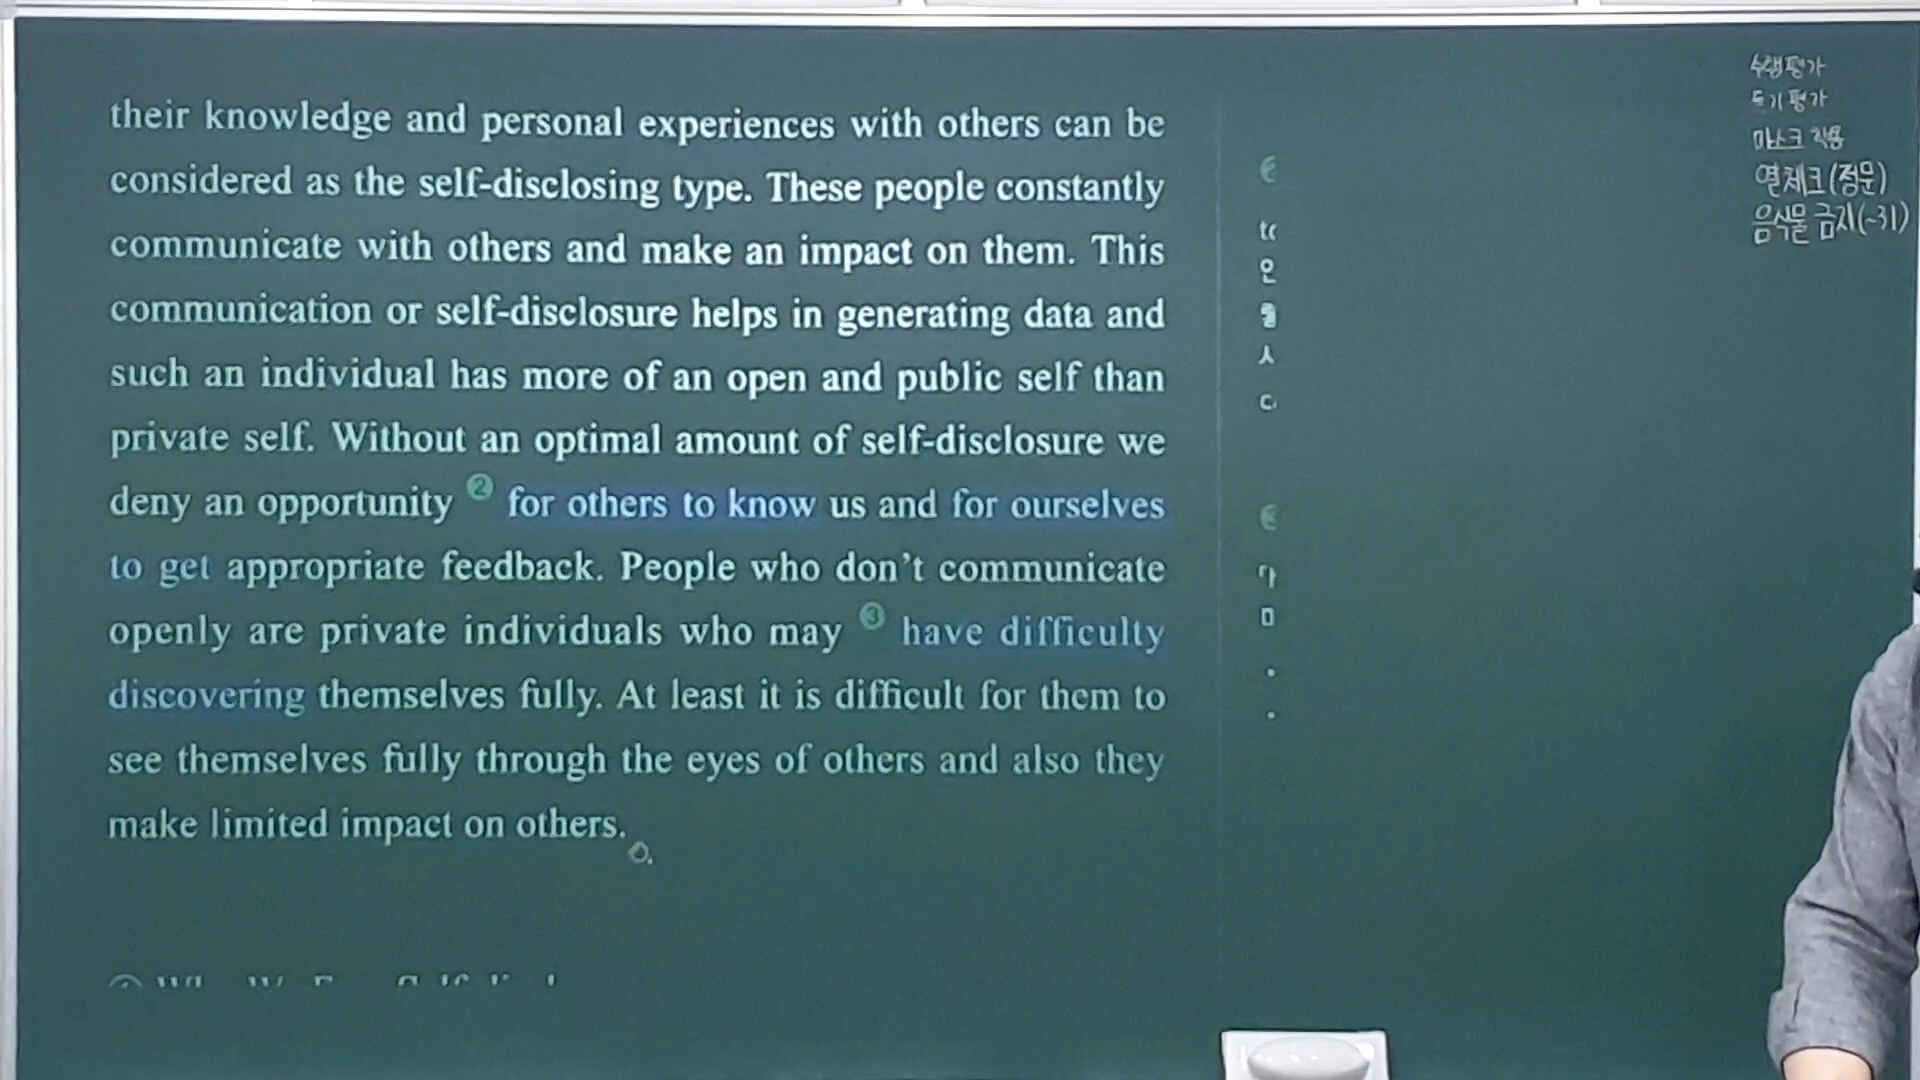 their knowledge and personal experiences with others can be
considered as the self-disclosing type. These people constantly
communicate with others and make an impact on them. This
communication or self-disclosure helps in generating data and
such an individual has more of an open and public self than
private self. Without an optimal amount of self-disclosure we
deny an opportunity ② for others to know us and for ourselves
to get appropriate feedback. People who don't communicate
openly are private individuals who may ③ have difficulty
discovering themselves fully. At least it is difficult for them to
see themselves fully through the eyes of others and also they
make limited impact on others.
수행평가
듣기평가
마스크 착용
열체크(정문)
음식물 금지(~31)